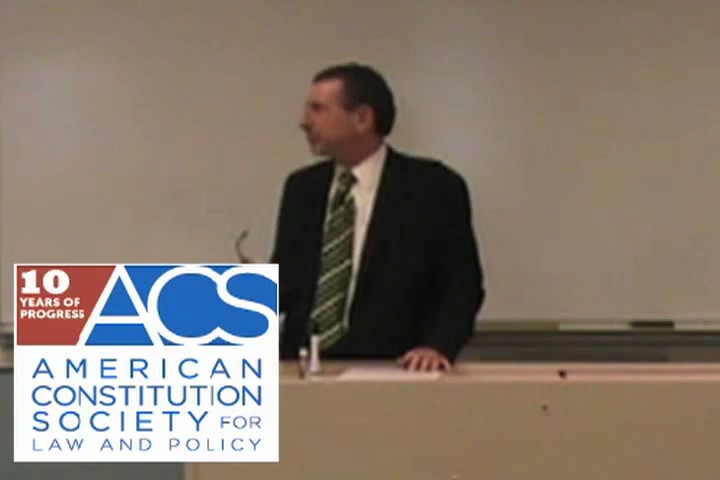 10
YEARS OF
PROGRESS
ACS
AMERICAN
CONSTITUTION
SOCIETY FOR
LAW AND POLICY